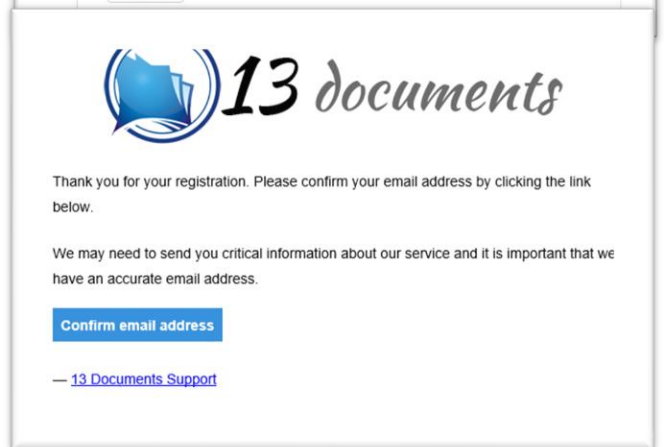 13 documents
Thank you for your registration. Please confirm your email address by clicking the link
below.
We may need to send you critical information about our service and it is important that we
have an accurate email address.
Confirm email address
— 13 Documents Support